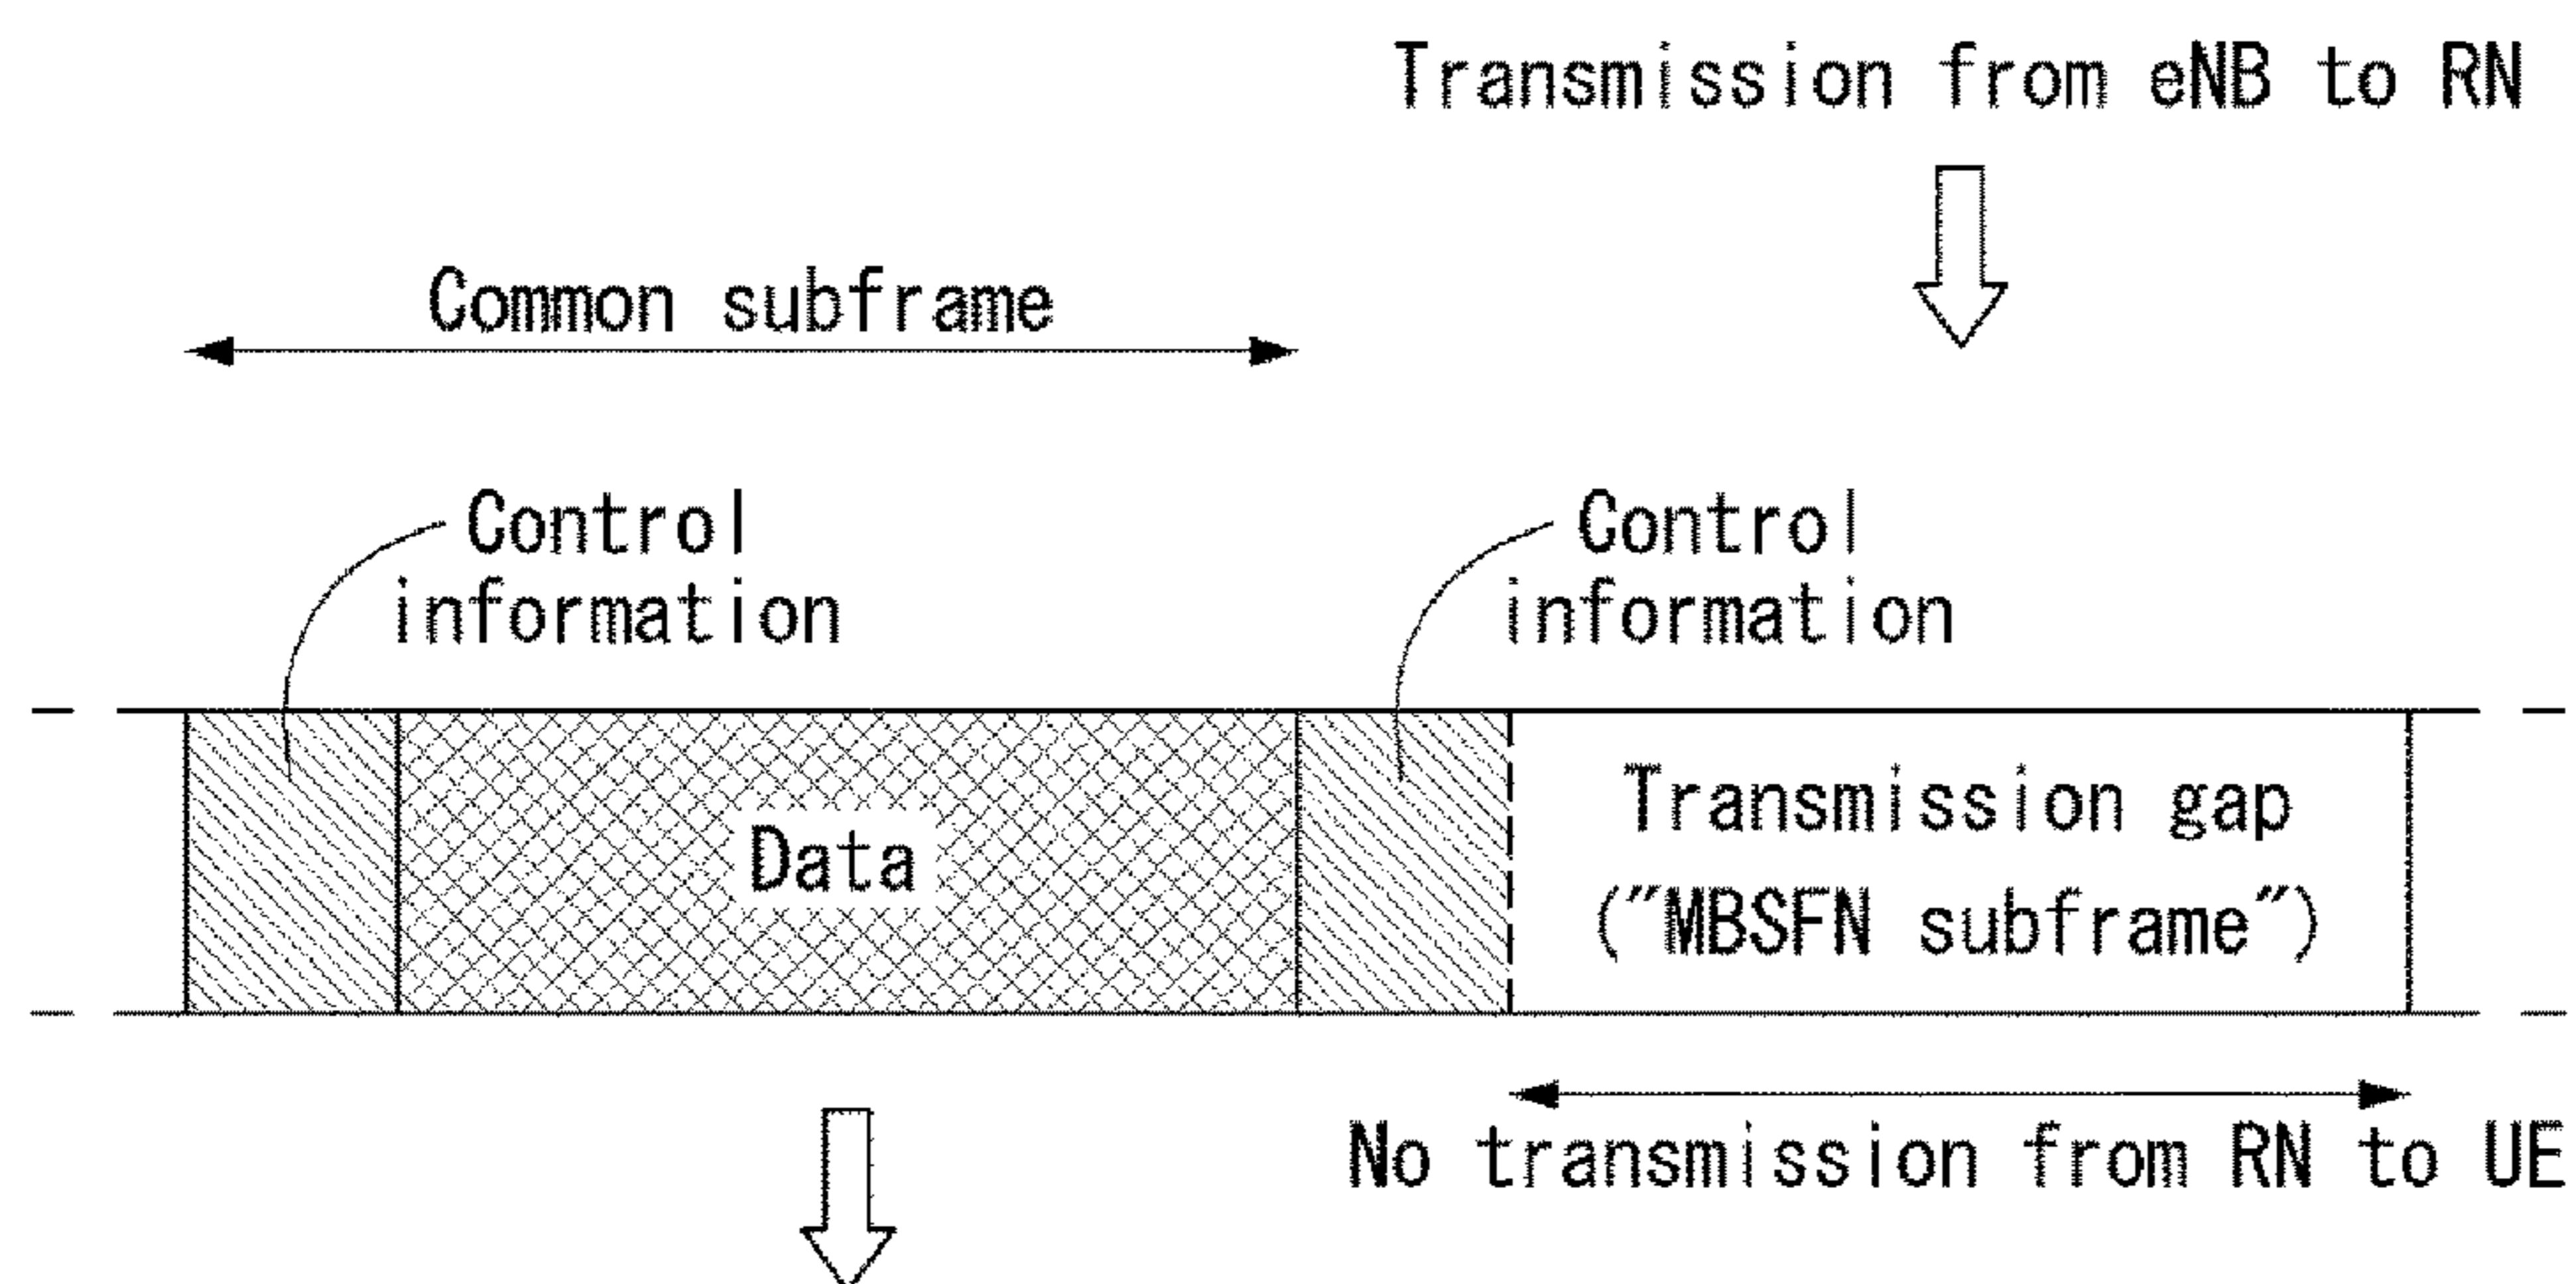 Transmission from eNB to RN
Common subframe
Control
information
Control
information
Data
Transmission gap
("MBSFN subframe")
No transmission from RN to UE